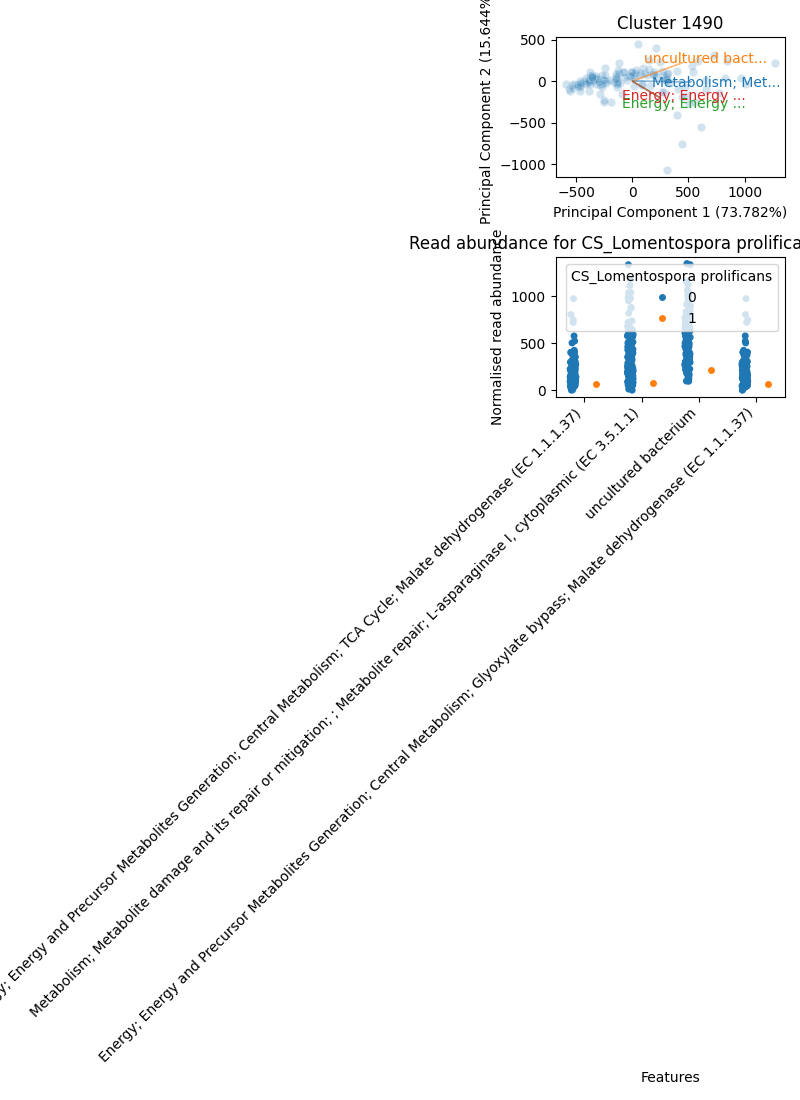 Cluster 1490
Principal Component 2 (15.644%
500
0
−500
−1000
uncultured bact...
Metabolism; Met...
Energy; Energy ...
Energy; Energy ...
−500
0
500
1000
Principal Component 1 (73.782%)
Read abundance for CS_Lomentospora prolifica
Normalised read abundance
1000
500
0
CS_Lomentospora prolificans
0
1
y; Energy and Precursor Metabolites Generation; Central Metabolism; TCA Cycle; Malate dehydrogenase (EC 1.1.1.37)
Metabolism; Metabolite damage and its repair or mitigation; ; Metabolite repair; L-asparaginase I, cytoplasmic (EC 3.5.1.1)
uncultured bacterium
Energy; Energy and Precursor Metabolites Generation; Central Metabolism; Glyoxylate bypass; Malate dehydrogenase (EC 1.1.1.37)
Features